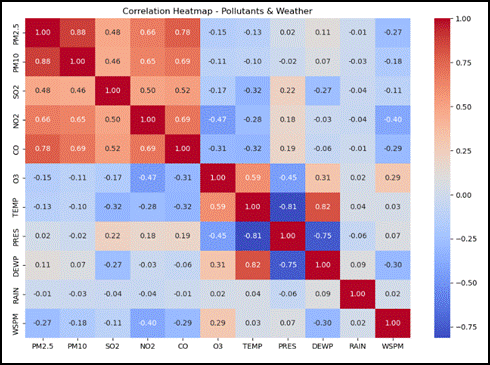 Correlation Heatmap - Pollutants & Weather
PM2.5 1.00 0.88 0.48 0.66 0.78 -0.15 -0.13 0.02 0.11 -0.01 -0.27
PM10 0.88 1.00 0.46 0.65 0.69 -0.11 -0.10 -0.02 0.07 -0.03 -0.18
SO2 0.48 0.46 1.00 0.50 0.52 -0.17 -0.32 0.22 -0.27 -0.04 -0.11
NO2 0.66 0.65 0.50 1.00 0.69 -0.47 -0.28 0.18 -0.03 -0.04 -0.40
CO 0.78 0.69 0.52 0.69 1.00 -0.31 -0.32 0.19 -0.06 -0.01 -0.29
O3 -0.15 -0.11 -0.17 -0.47 -0.31 1.00 0.59 -0.45 0.31 0.02 0.29
TEMP -0.13 -0.10 -0.32 -0.28 -0.32 0.59 1.00 -0.81 0.82 0.04 0.03
PRES 0.02 -0.02 0.22 0.18 0.19 -0.45 -0.81 1.00 -0.75 -0.06 0.07
DEWP 0.11 0.07 -0.27 -0.03 -0.06 0.31 0.82 -0.75 1.00 0.09 -0.30
RAIN -0.01 -0.03 -0.04 -0.04 -0.01 0.02 0.04 -0.06 0.09 1.00 0.02
WSPM -0.27 -0.18 -0.11 -0.40 -0.29 0.29 0.03 0.07 -0.30 0.02 1.00
PM2.5 PM10 SO2 NO2 CO O3 TEMP PRES DEWP RAIN WSPM
1.00
0.75
0.50
0.25
0.00
-0.25
-0.50
-0.75